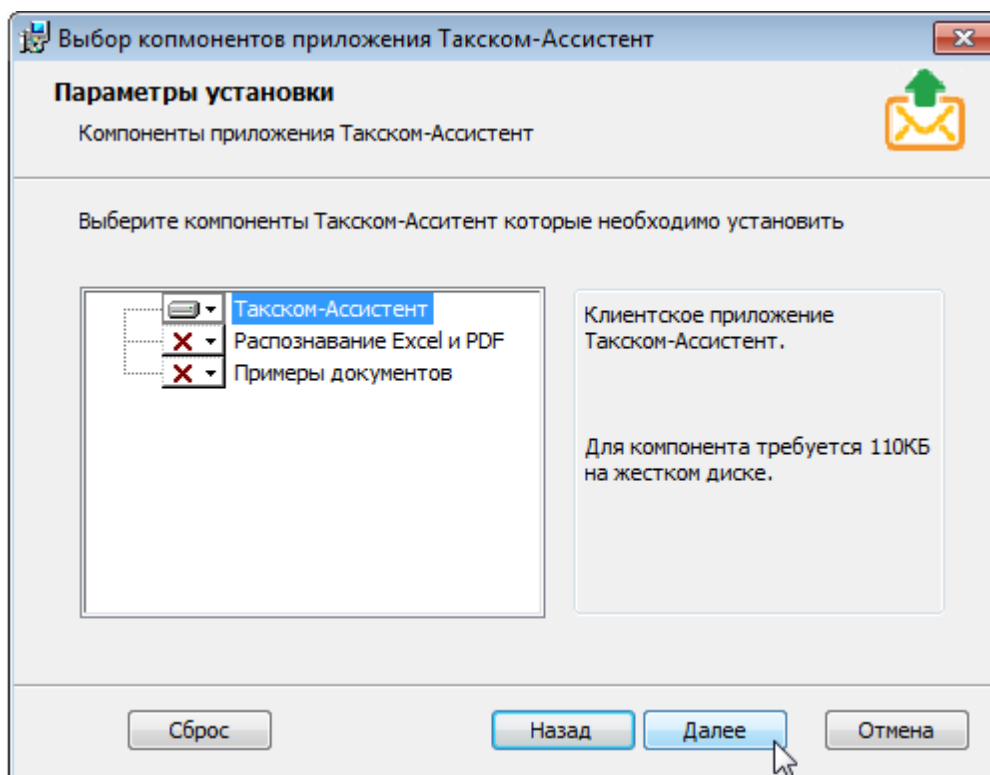 Выбор копмонентов приложения Такском-Ассистент
Параметры установки
Компоненты приложения Такском-Ассистент
Выберите компоненты Такском-Асситент которые необходимо установить
Такском-Ассистент
Распознавание Excel и PDF
Примеры документов
Клиентское приложение
Такском-Ассистент.
Для компонента требуется 110КБ
на жестком диске.
Сброс
Назад
Далее
Отмена